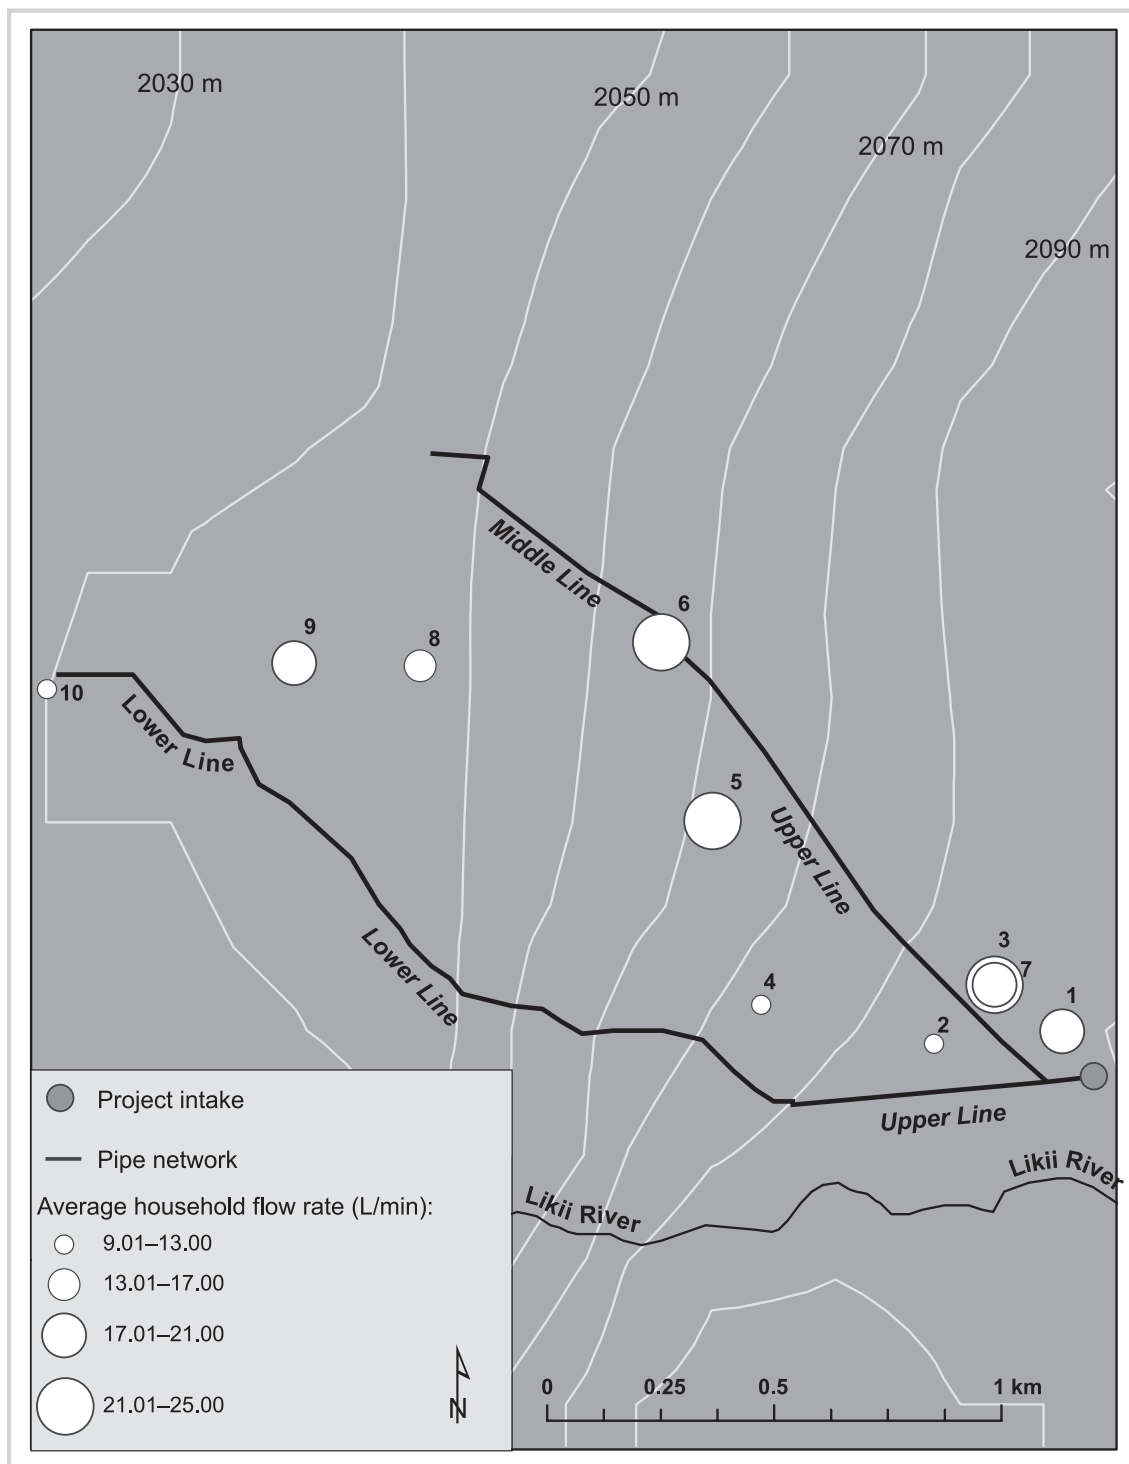 2030 m
2050 m
2070 m
2090 m
Middle Line
6
9
8
10
Lower Line
5
Upper Line
Lower Line
3
7
4
1
2
Upper Line
Likii River
Likii River
Project intake
Pipe network
Average household flow rate (L/min):
9.01–13.00
13.01–17.00
17.01–21.00
21.01–25.00
N
0 0.25 0.5 1 km